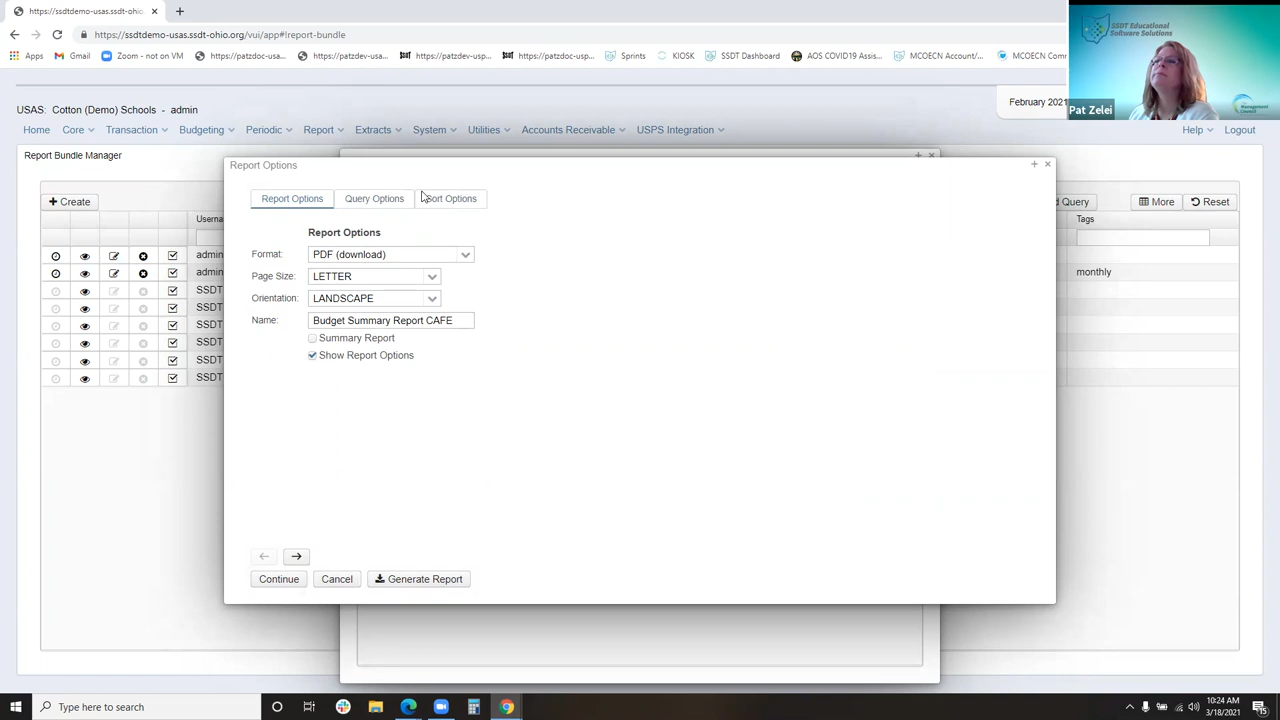 https://ssdtdemo-usas.ssdt-ohio.org
https://ssdtdemo-usas.ssdt-ohio.org/vui/app#!report-bundle
Apps
Gmail
Zoom - not on VM
https://patzdoc-usa...
https://patzdev-usa...
https://patzdev-usp...
https://patzdoc-usp...
Sprints
KIOSK
SSDT Dashboard
AOS COVID19 Assis...
MCOECN Account/...
MCOECN Com
SSDT Educational
Software Solutions
Management
Council
Pat Zelei
USAS: Cotton (Demo) Schools - admin
February 2021
Home
Core
Transaction
Budgeting
Periodic
Report
Extracts
System
Utilities
Accounts Receivable
USPS Integration
Help
Logout
Report Bundle Manager
Create
d Query
More
Reset
Userna
Tags
admin
admin
monthly
SSDT
SSDT
SSDT
SSDT
SSDT
SSDT
Report Options
Report Options
Query Options
Sort Options
Report Options
Format: PDF (download)
Page Size: LETTER
Orientation: LANDSCAPE
Name: Budget Summary Report CAFE
Summary Report
Show Report Options
Continue
Cancel
Generate Report
Type here to search
10:24 AM
3/18/2021
15